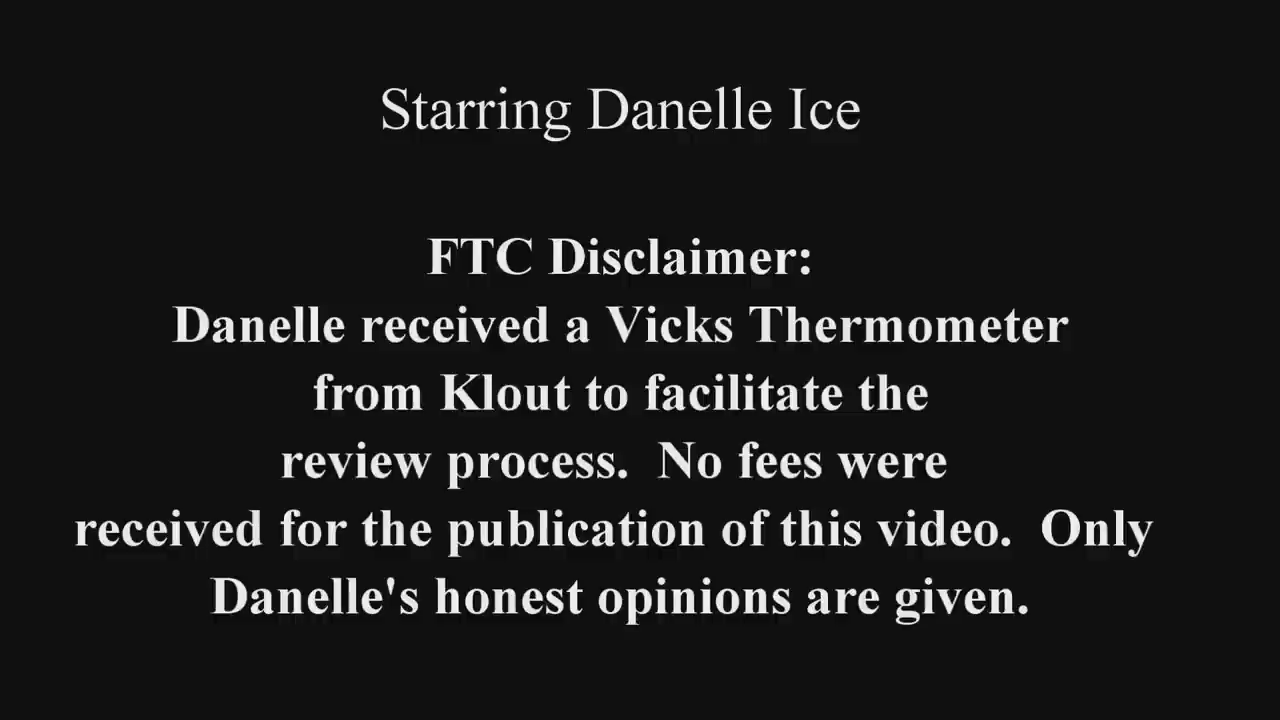 Starring Danelle Ice
FTC Disclaimer:
Danelle received a Vicks Thermometer
from Klout to facilitate the
review process.  No fees were
received for the publication of this video.  Only
Danelle's honest opinions are given.